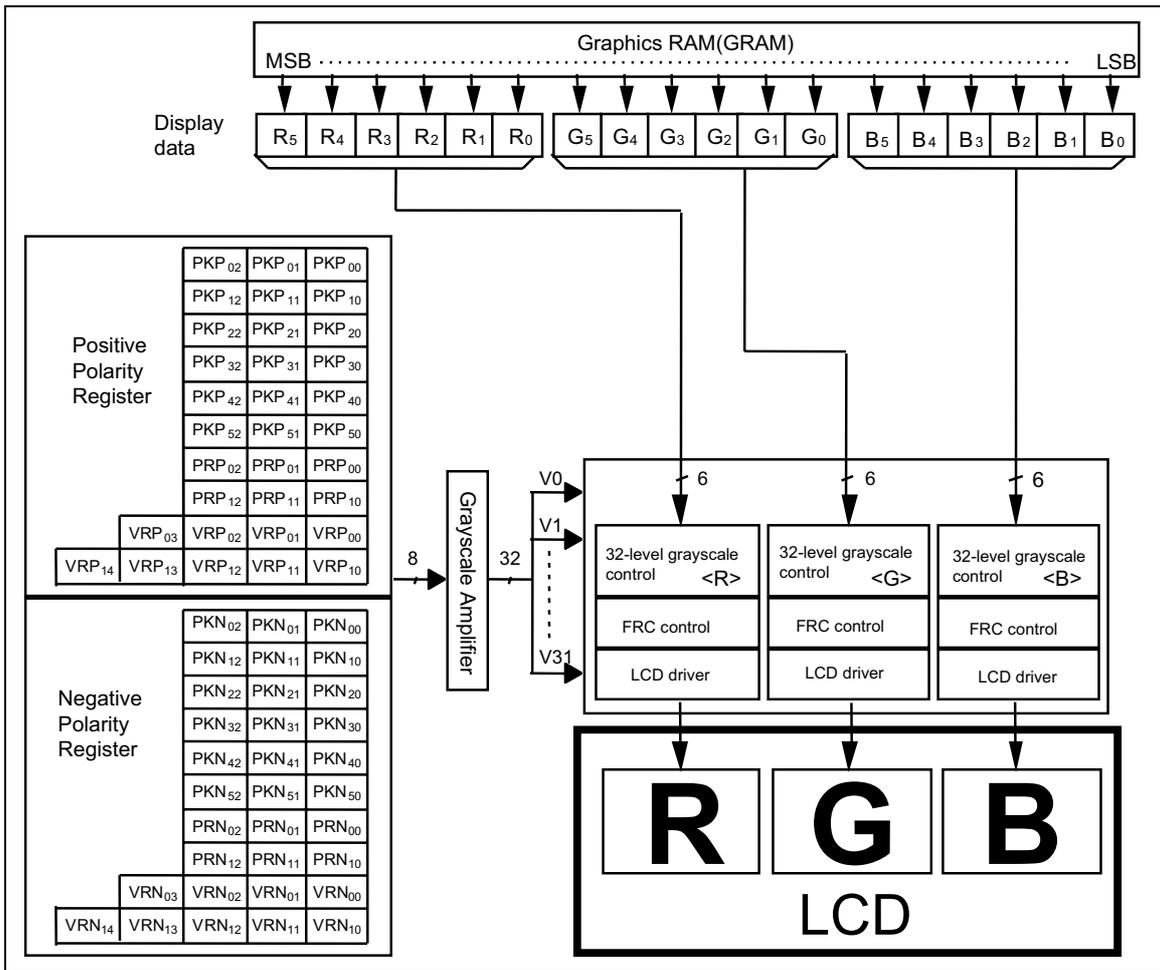 Graphics RAM(GRAM)
MSB LSB
Display
data
R5 R4 R3 R2 R1 R0 G5 G4 G3 G2 G1 G0 B5 B4 B3 B2 B1 B0
Positive
Polarity
Register
PKP02 PKP01 PKP00
PKP12 PKP11 PKP10
PKP22 PKP21 PKP20
PKP32 PKP31 PKP30
PKP42 PKP41 PKP40
PKP52 PKP51 PKP50
PRP02 PRP01 PRP00
PRP12 PRP11 PRP10
VRP03 VRP02 VRP01 VRP00
VRP14 VRP13 VRP12 VRP11 VRP10
Negative
Polarity
Register
PKN02 PKN01 PKN00
PKN12 PKN11 PKN10
PKN22 PKN21 PKN20
PKN32 PKN31 PKN30
PKN42 PKN41 PKN40
PKN52 PKN51 PKN50
PRN02 PRN01 PRN00
PRN12 PRN11 PRN10
VRN03 VRN02 VRN01 VRN00
VRN14 VRN13 VRN12 VRN11 VRN10
8
Grayscale Amplifier
32
V0
V1
V31
6 6 6
32-level grayscale
control <R>
FRC control
LCD driver
32-level grayscale
control <G>
FRC control
LCD driver
32-level grayscale
control <B>
FRC control
LCD driver
R G B
LCD